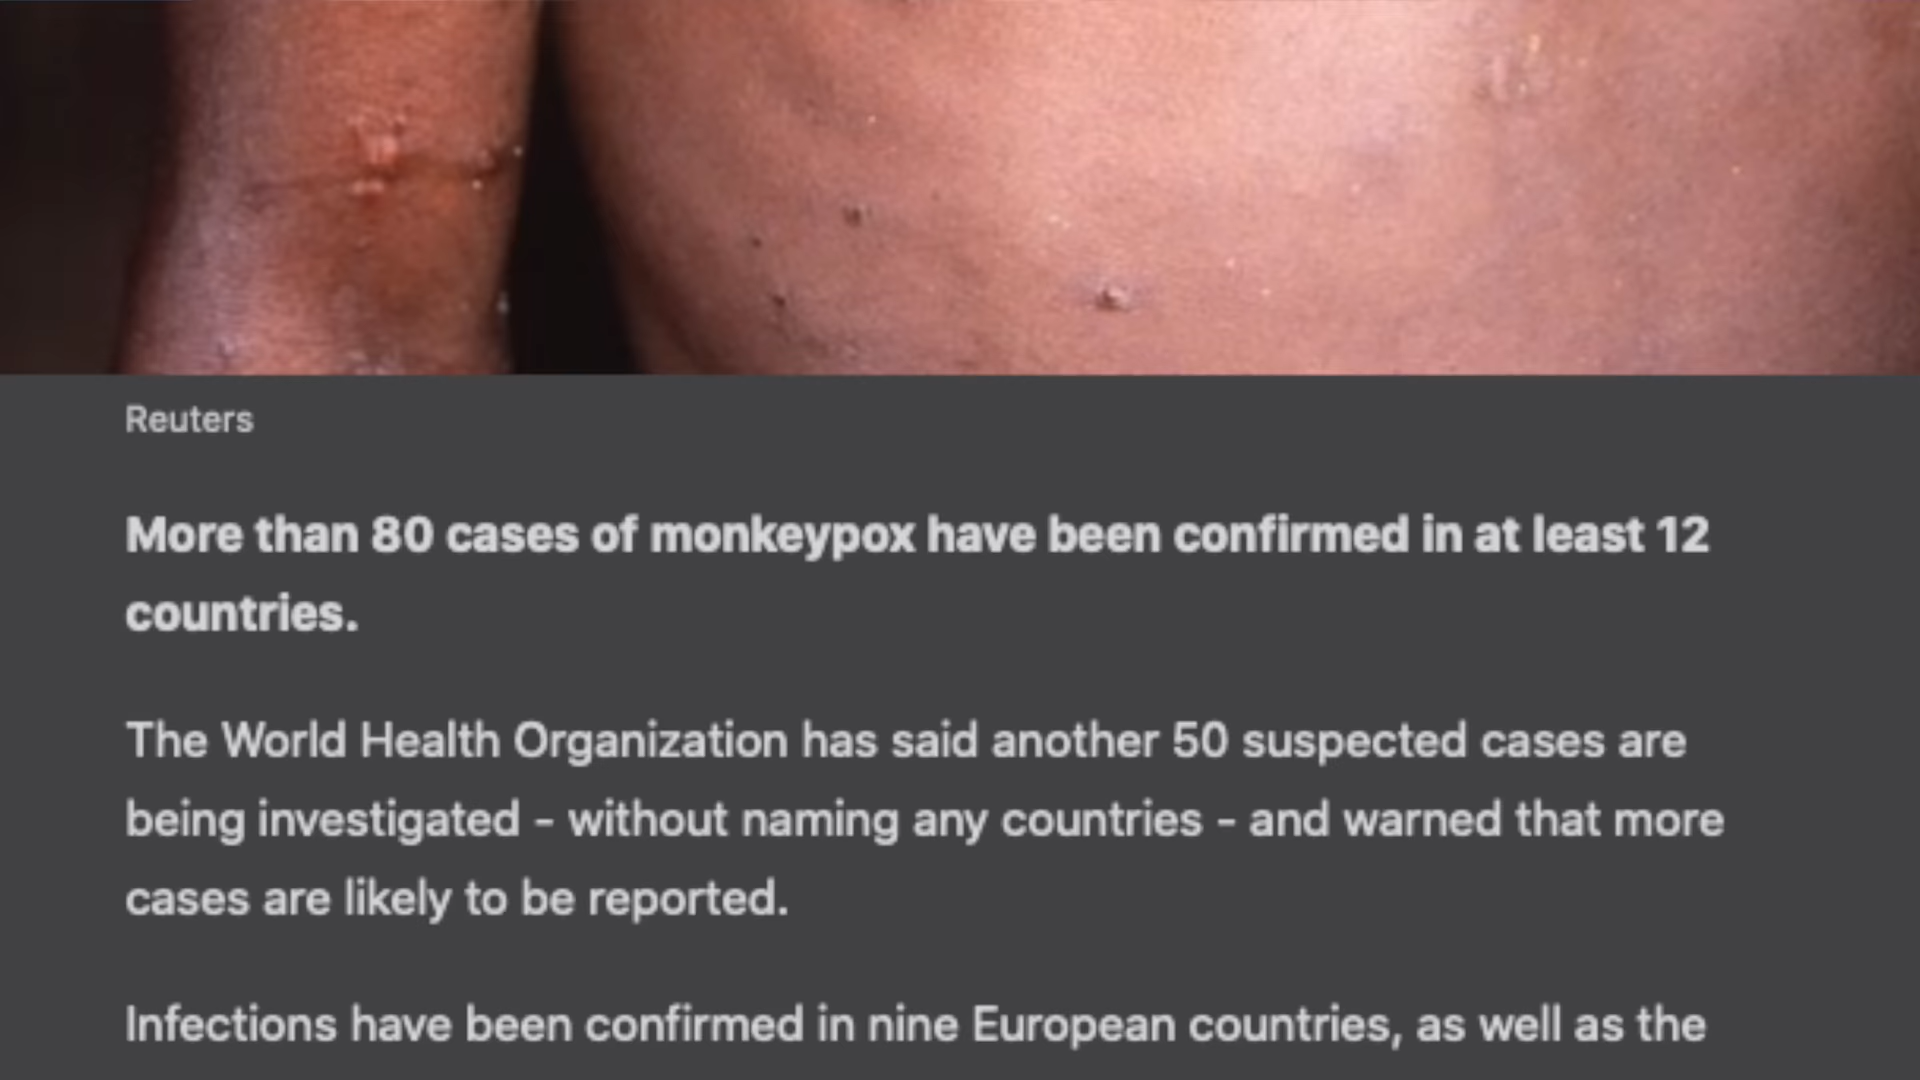 Reuters
More than 80 cases of monkeypox have been confirmed in at least 12
countries.
The World Health Organization has said another 50 suspected cases are
being investigated - without naming any countries - and warned that more
cases are likely to be reported.
Infections have been confirmed in nine European countries, as well as the